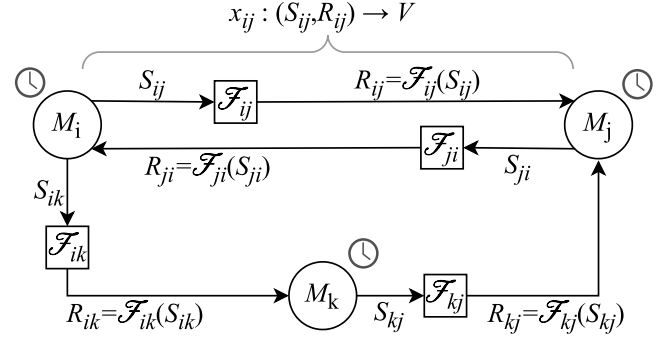 x_{ij} : (S_{ij},R_{ij}) → V
S_{ij} ℱ_{ij} R_{ij}=ℱ_{ij}(S_{ij})
M_i M_j
R_{ji}=ℱ_{ji}(S_{ji}) ℱ_{ji} S_{ji}
S_{ik}
ℱ_{ik}
R_{ik}=ℱ_{ik}(S_{ik}) M_k S_{kj} ℱ_{kj} R_{kj}=ℱ_{kj}(S_{kj})